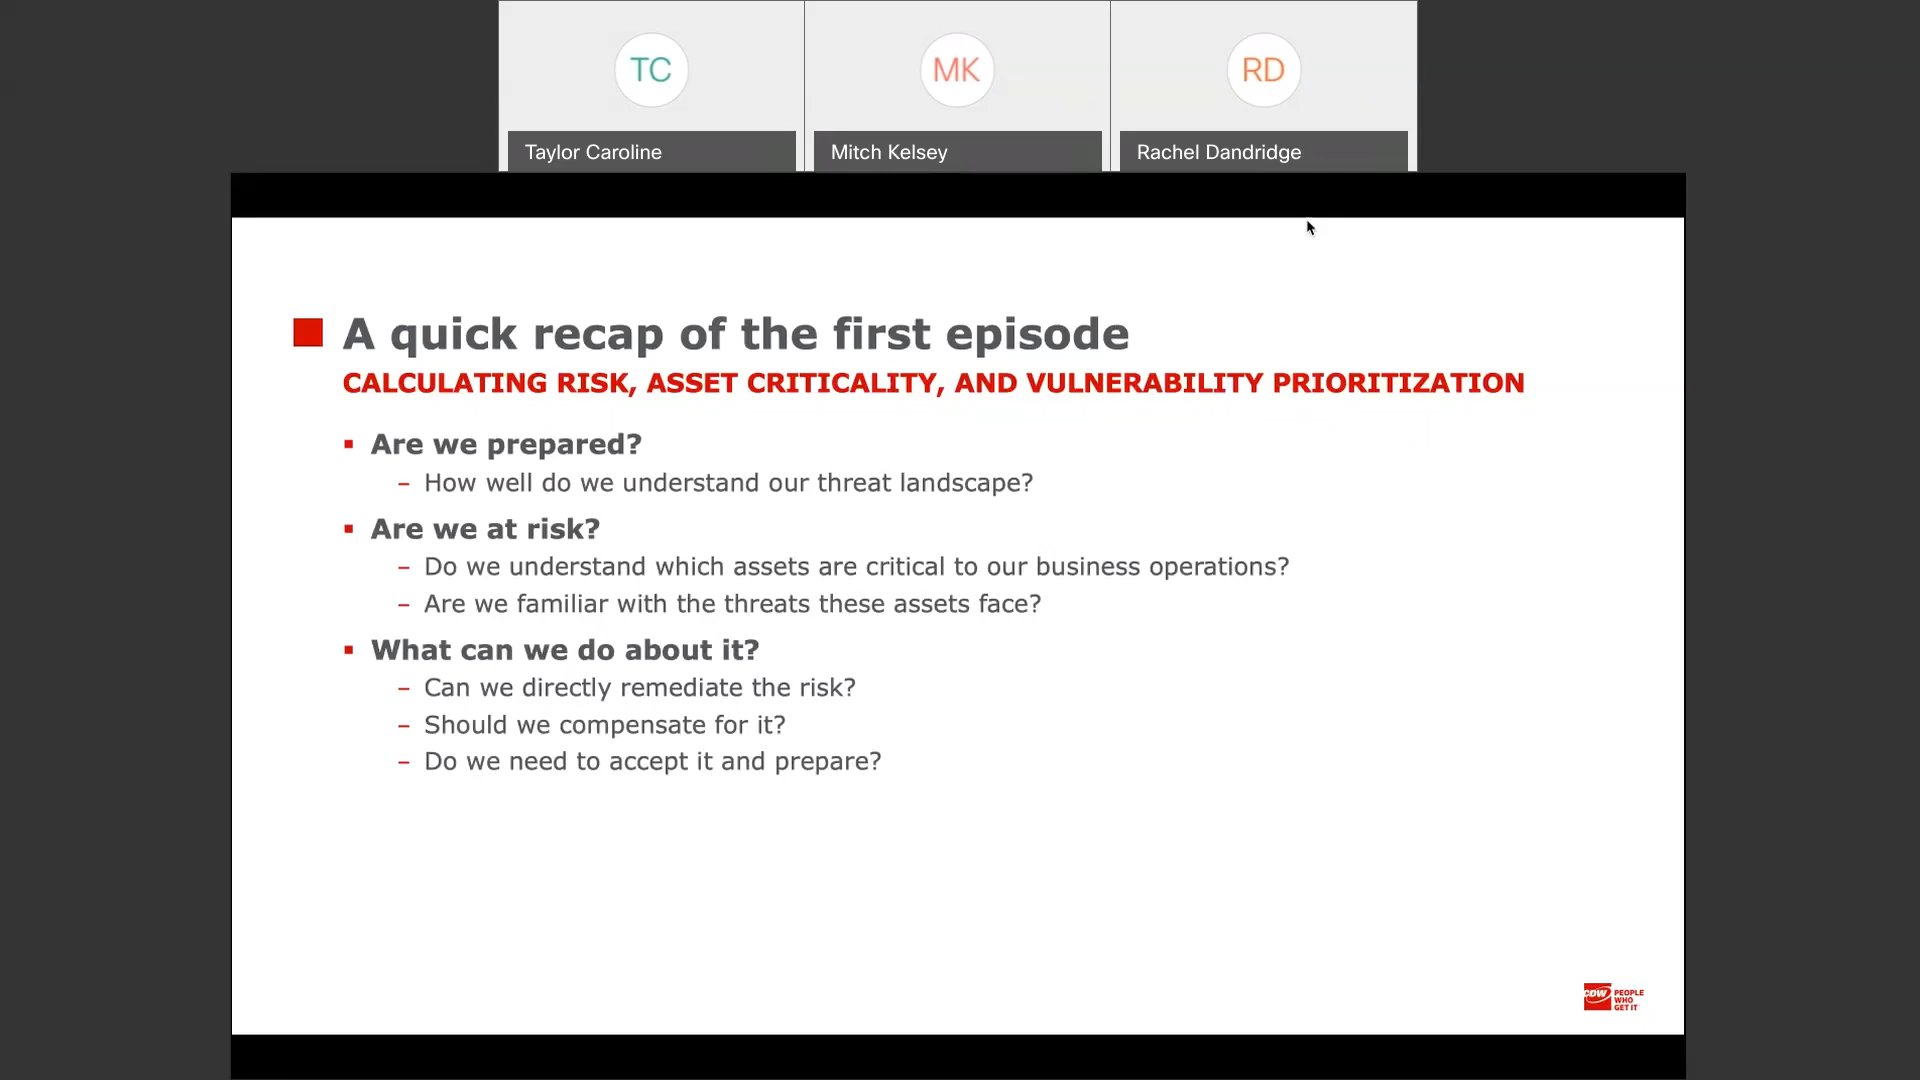 TC
MK
RD
Taylor Caroline
Mitch Kelsey
Rachel Dandridge
A quick recap of the first episode
CALCULATING RISK, ASSET CRITICALITY, AND VULNERABILITY PRIORITIZATION
Are we prepared?
– How well do we understand our threat landscape?
Are we at risk?
– Do we understand which assets are critical to our business operations?
– Are we familiar with the threats these assets face?
What can we do about it?
– Can we directly remediate the risk?
– Should we compensate for it?
– Do we need to accept it and prepare?
CDW
PEOPLE
WHO
GET IT